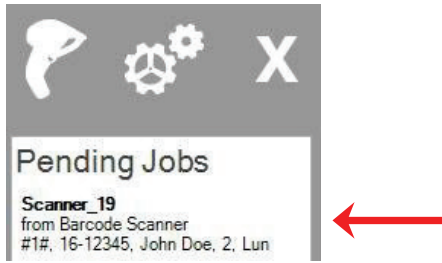 X
Pending Jobs
Scanner_19
from Barcode Scanner
#1#, 16-12345, John Doe, 2, Lun